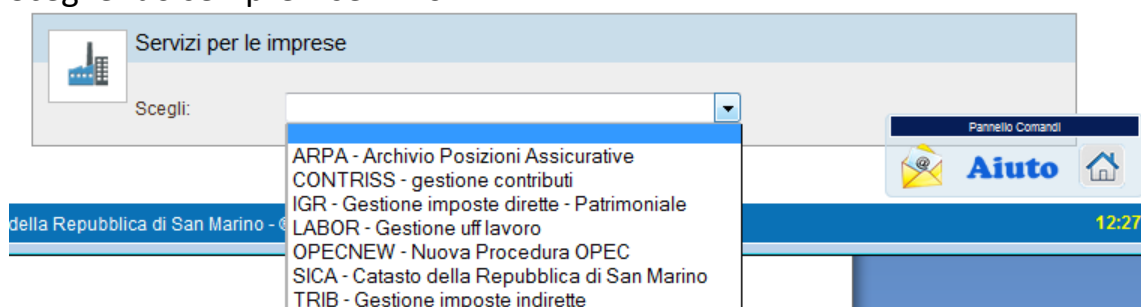 Servizi per le imprese
Scegli:
Pannello Comandi
Aiuto
ARPA - Archivio Posizioni Assicurative
CONTRISS - gestione contributi
IGR - Gestione imposte dirette - Patrimoniale
LABOR - Gestione uff lavoro
OPECNEW - Nuova Procedura OPEC
SICA - Catasto della Repubblica di San Marino
TRIB - Gestione imposte indirette
della Repubblica di San Marino -
12:27